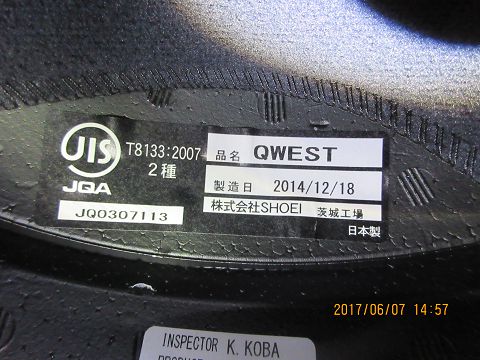 JIS
JQA
T8133:2007
2種
JQ0307113
品名 QWEST
製造日 2014/12/18
株式会社SHOEI 茨城工場
日本製
2017/06/07 14:57
INSPECTOR K. KOBA